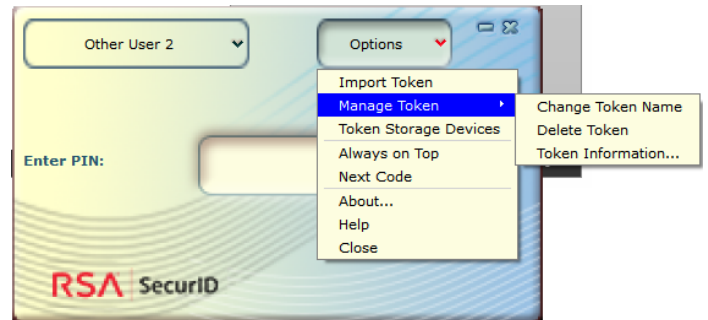 Other User 2
Options
Import Token
Manage Token
Change Token Name
Token Storage Devices
Delete Token
Always on Top
Token Information...
Enter PIN:
Next Code
About...
Help
Close
RSA SecurID